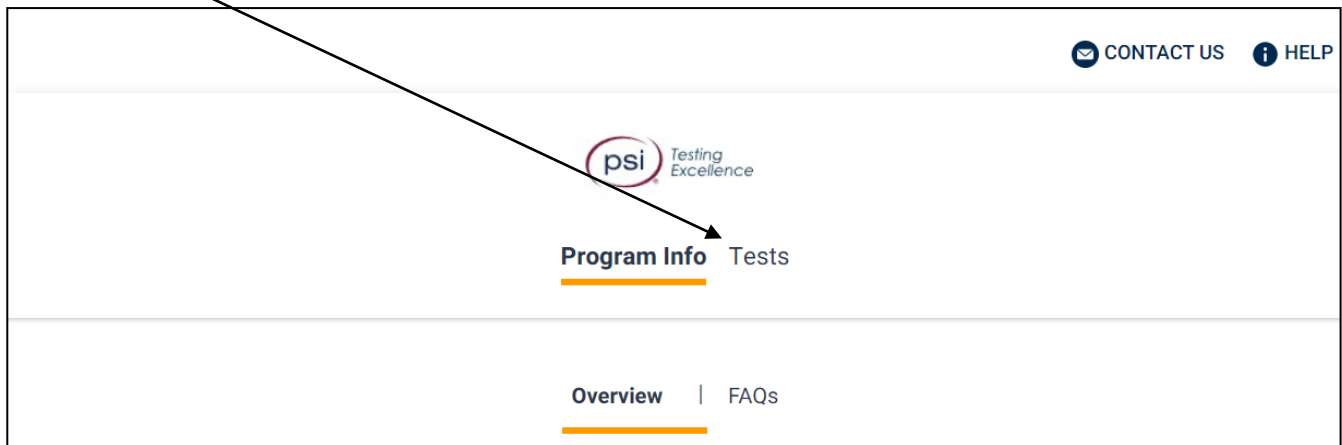 CONTACT US HELP
psi Testing
Excellence
Program Info Tests
Overview | FAQs